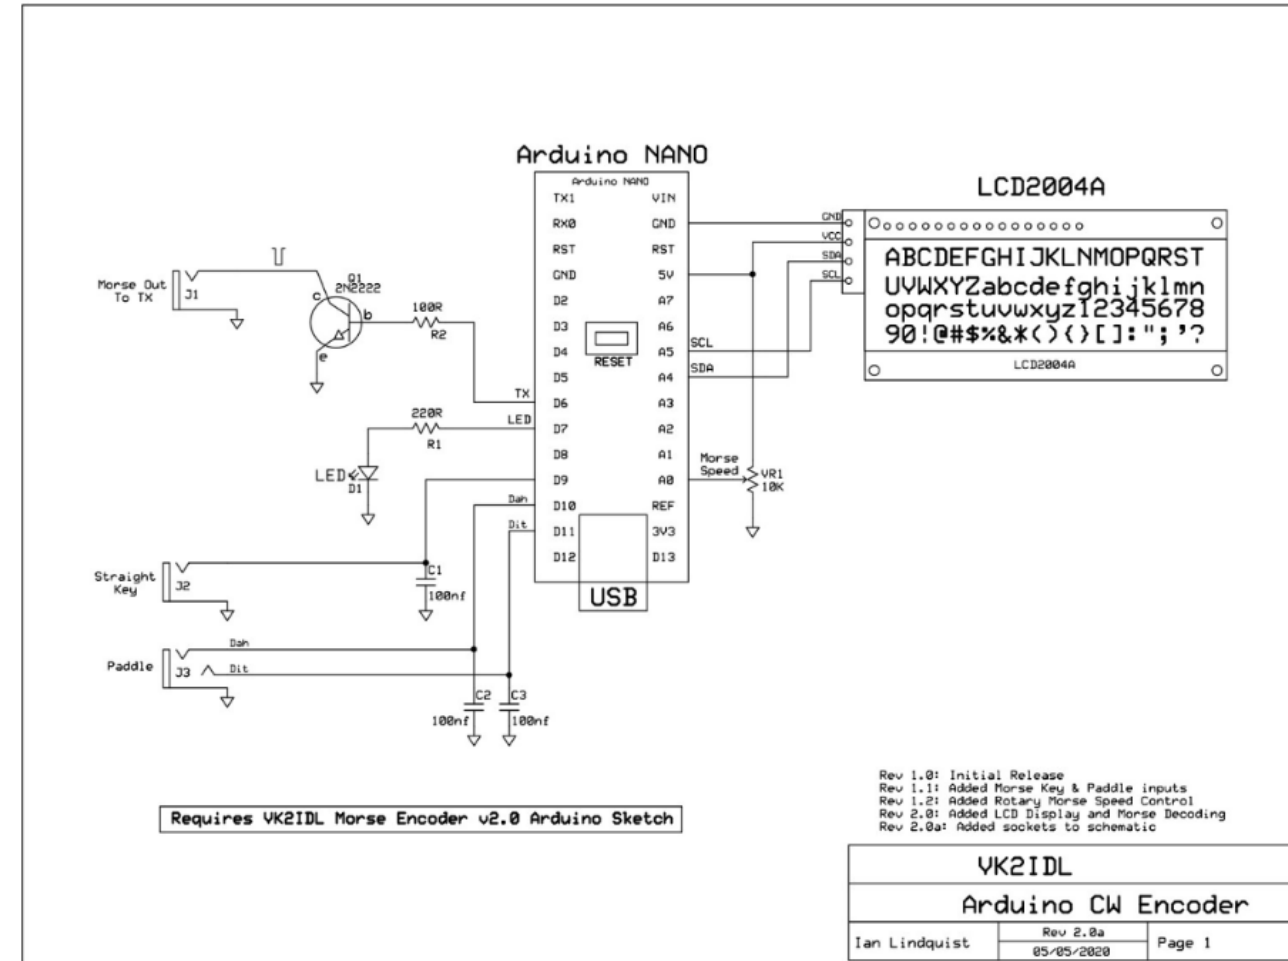 Arduino NANO
Arduino NANO
TX1 VIN
RX0 GND
RST RST
GND 5V
D2 A7
D3 A6
D4 A5
D5 A4
D6 A3
D7 A2
D8 A1
D9 A0
D10 REF
D11 3V3
D12 D13
RESET
USB
LCD2004A
GND
VCC
SDA
SCL
ABCDEFGHIJKLNMOPQRST
UVWXYZabcdefghijklmn
opqrstuvwxyz12345678
90!@#$%&*(){}[]:";'?
LCD2004A
SCL
SDA
Morse
Speed
VR1
10K
Morse Out
To TX
J1
Q1
2N2222
c
b
e
100R
R2
TX
220R
R1
LED
LED
D1
Dah
Dit
Straight
Key
J2
C1
100nf
Paddle
J3
Dah
Dit
C2
100nf
C3
100nf
Requires VK2IDL Morse Encoder v2.0 Arduino Sketch
Rev 1.0: Initial Release
Rev 1.1: Added Morse Key & Paddle inputs
Rev 1.2: Added Rotary Morse Speed Control
Rev 2.0: Added LCD Display and Morse Decoding
Rev 2.0a: Added sockets to schematic
VK2IDL
Arduino CW Encoder
Ian Lindquist
Rev 2.0a
05/05/2020
Page 1